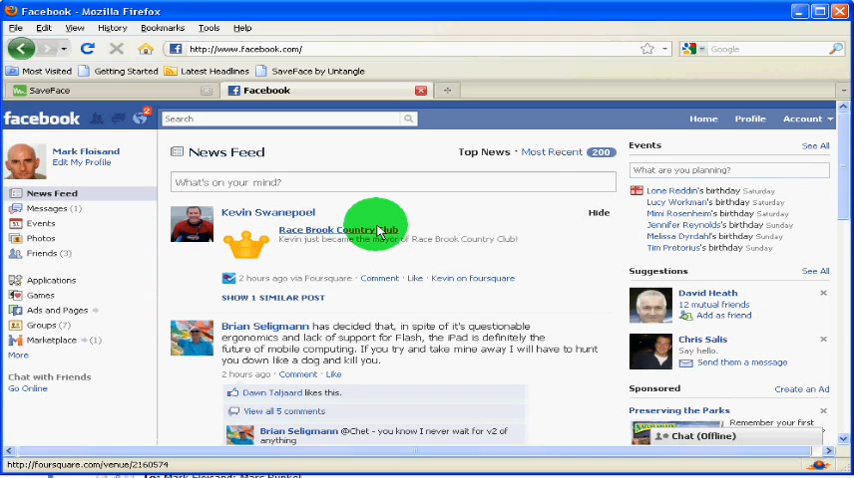 Facebook - Mozilla Firefox
File Edit View History Bookmarks Tools Help
http://www.facebook.com/
Google
Most Visited Getting Started Latest Headlines SaveFace by Untangle
SaveFace
Facebook
facebook
2
Search
Home Profile Account
Mark Floisand
Edit My Profile
News Feed
Messages (1)
Events
Photos
Friends (3)
Applications
Games
Ads and Pages
Groups (7)
Marketplace (1)
More
Chat with Friends
Go Online
News Feed
Top News · Most Recent 200
What's on your mind?
Kevin Swanepoel
Hide
Race Brook Country Club
Kevin just became the mayor of Race Brook Country Club!
2 hours ago via Foursquare · Comment · Like · Kevin on foursquare
SHOW 1 SIMILAR POST
Brian Seligmann has decided that, in spite of it's questionable
ergonomics and lack of support for Flash, the iPad is definitely the
future of mobile computing. If you try and take mine away I will have to hunt
you down like a dog and kill you.
2 hours ago · Comment · Like
Dawn Taljaard likes this.
View all 5 comments
Brian Seligmann @Chet - you know I never wait for v2 of
anything
Events
See All
What are you planning?
Lone Reddin's birthday Saturday
Lucy Workman's birthday Saturday
Mimi Rosenheim's birthday Saturday
Jennifer Reynolds's birthday Saturday
Melissa Dyrdahl's birthday Saturday
Tim Pretorius's birthday Saturday
Suggestions
See All
David Heath
12 mutual friends
Add as friend
Chris Salis
Say hello.
Send them a message
Sponsored
Create an Ad
Preserving the Parks
Remember your first
Chat (Offline)
http://foursquare.com/venue/2160574